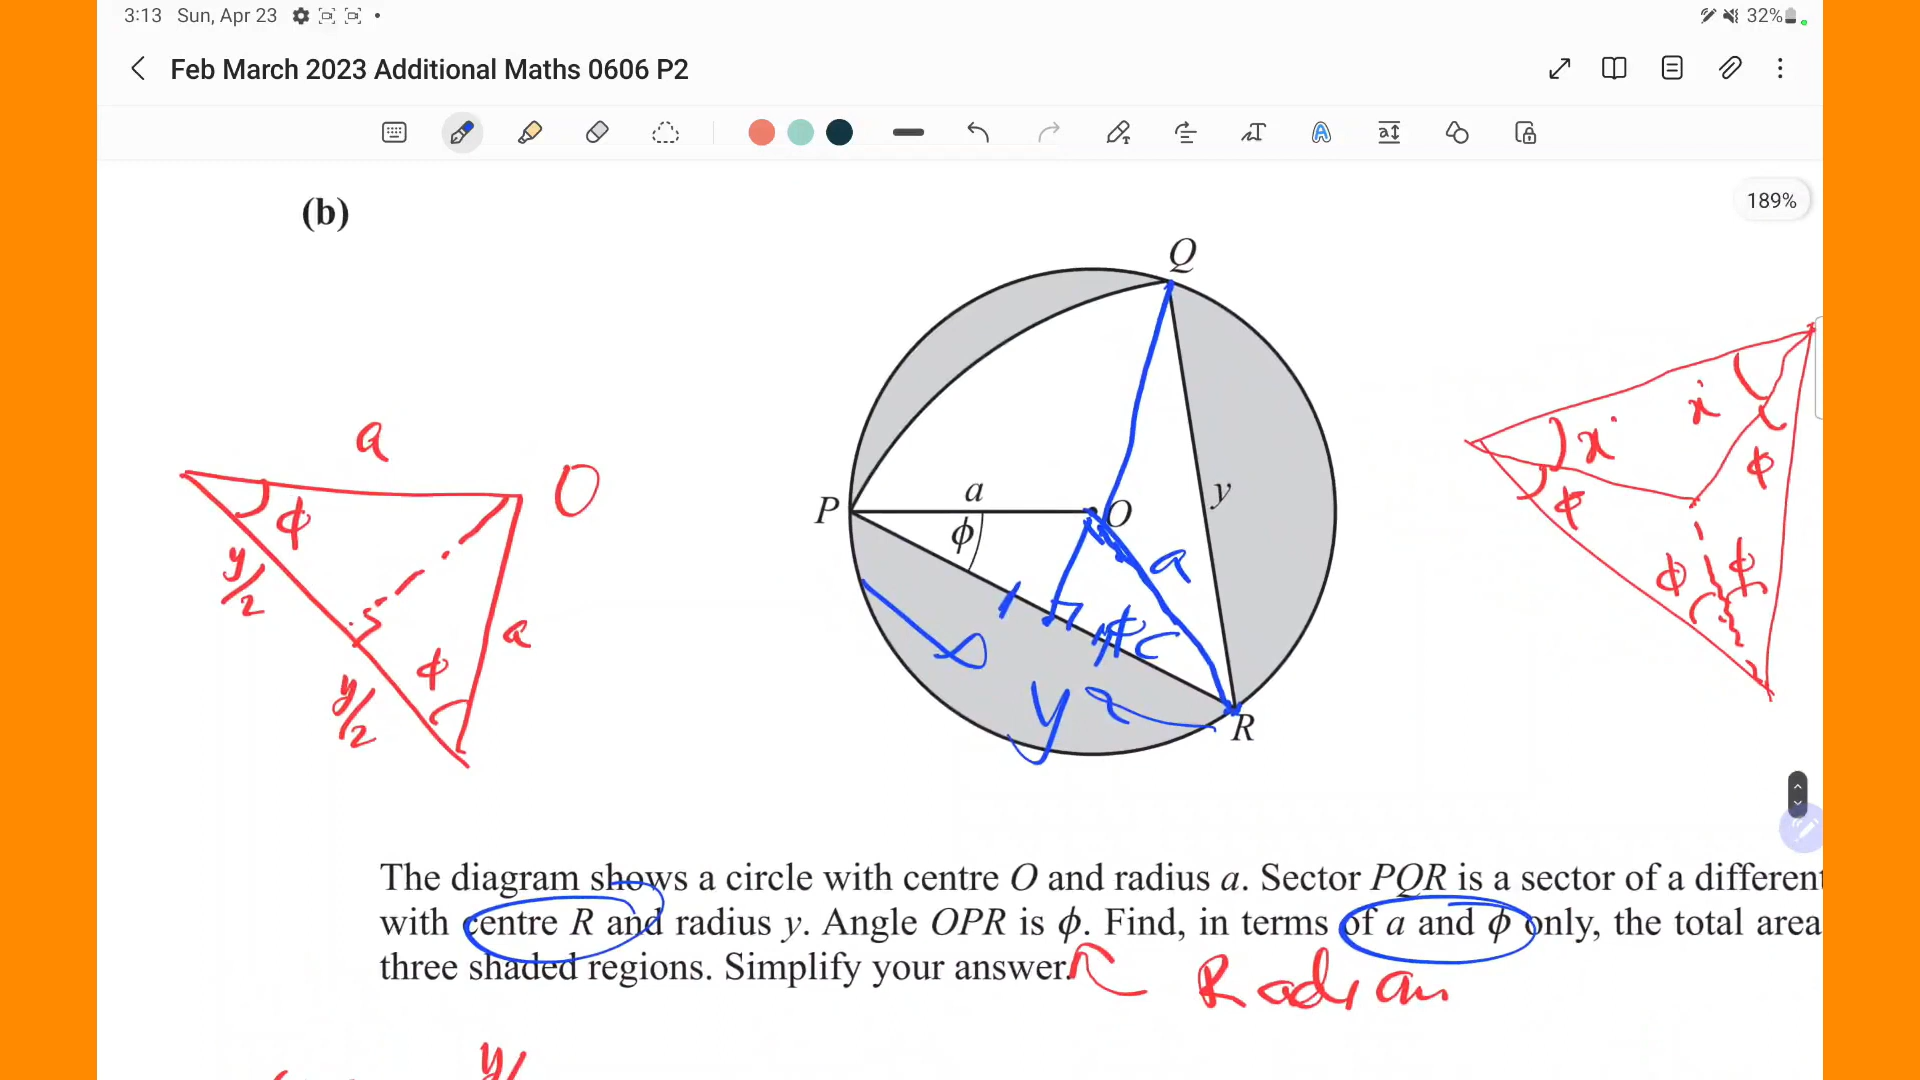 3:13 Sun, Apr 23
32%
Feb March 2023 Additional Maths 0606 P2
189%
(b)
Q
a
O
ϕ
y/2
y/2
ϕ
a
P
a
O
ϕ
y
a
ϕ
y
R
x
x
ϕ
ϕ
ϕ
ϕ
The diagram shows a circle with centre O and radius a. Sector PQR is a sector of a different
with centre R and radius y. Angle OPR is ϕ. Find, in terms of a and ϕ only, the total area
three shaded regions. Simplify your answer.
Radian
y/